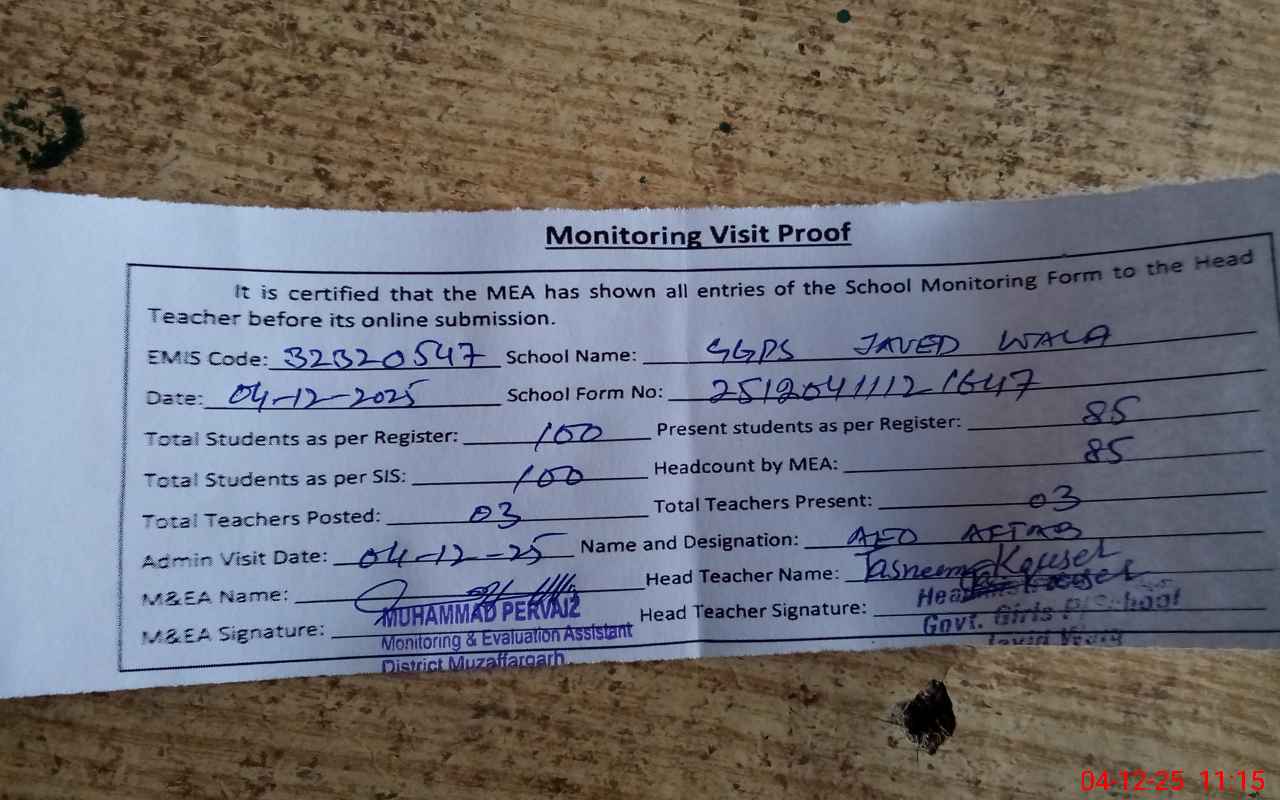 Monitoring Visit Proof
It is certified that the MEA has shown all entries of the School Monitoring Form to the Head
Teacher before its online submission.
EMIS Code: 32320547 School Name: GGPS JAVED WALA
Date: 04-12-2025 School Form No: 2512041112 1647
Total Students as per Register: 100 Present students as per Register: 85
Total Students as per SIS: 100 Headcount by MEA: 85
Total Teachers Posted: 03 Total Teachers Present: 03
Admin Visit Date: 04-12-25 Name and Designation: AEO AFTAB
M&EA Name: Head Teacher Name: Tasneem Kousel
M&EA Signature: MUHAMMAD PERVAIZ Head Teacher Signature:
Monitoring & Evaluation Assistant Govt. Girls P/School
District Muzaffargarh
04-12-25 11:15